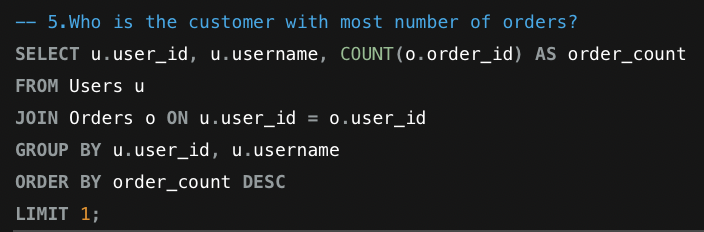 -- 5.Who is the customer with most number of orders?
SELECT u.user_id, u.username, COUNT(o.order_id) AS order_count
FROM Users u
JOIN Orders o ON u.user_id = o.user_id
GROUP BY u.user_id, u.username
ORDER BY order_count DESC
LIMIT 1;